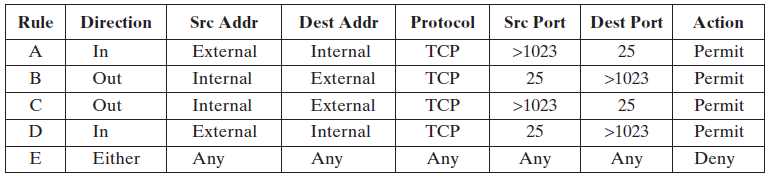 Rule Direction Src Addr Dest Addr Protocol Src Port Dest Port Action
A In External Internal TCP >1023 25 Permit
B Out Internal External TCP 25 >1023 Permit
C Out Internal External TCP >1023 25 Permit
D In External Internal TCP 25 >1023 Permit
E Either Any Any Any Any Any Deny